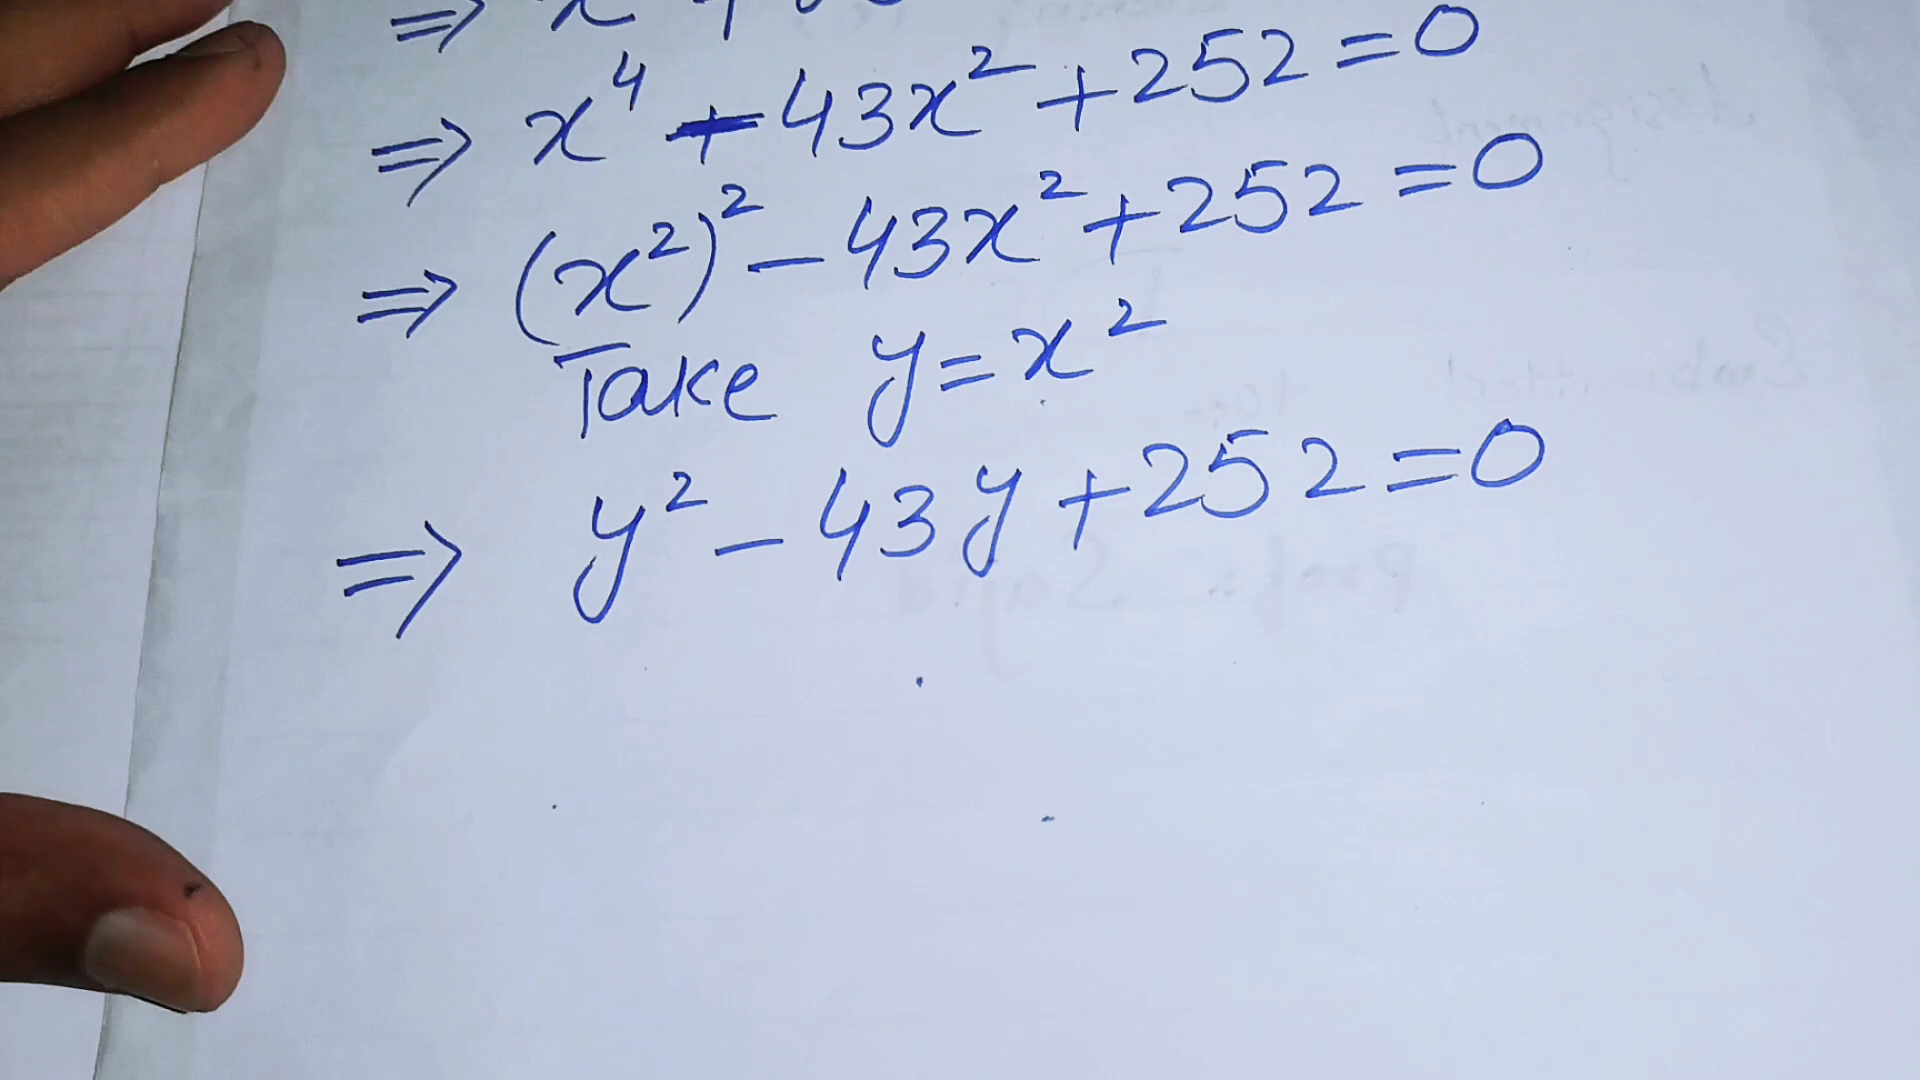 ⇒ x⁴ - 43x² + 252 = 0
⇒ (x²)² - 43x² + 252 = 0
Take y = x²
⇒ y² - 43y + 252 = 0